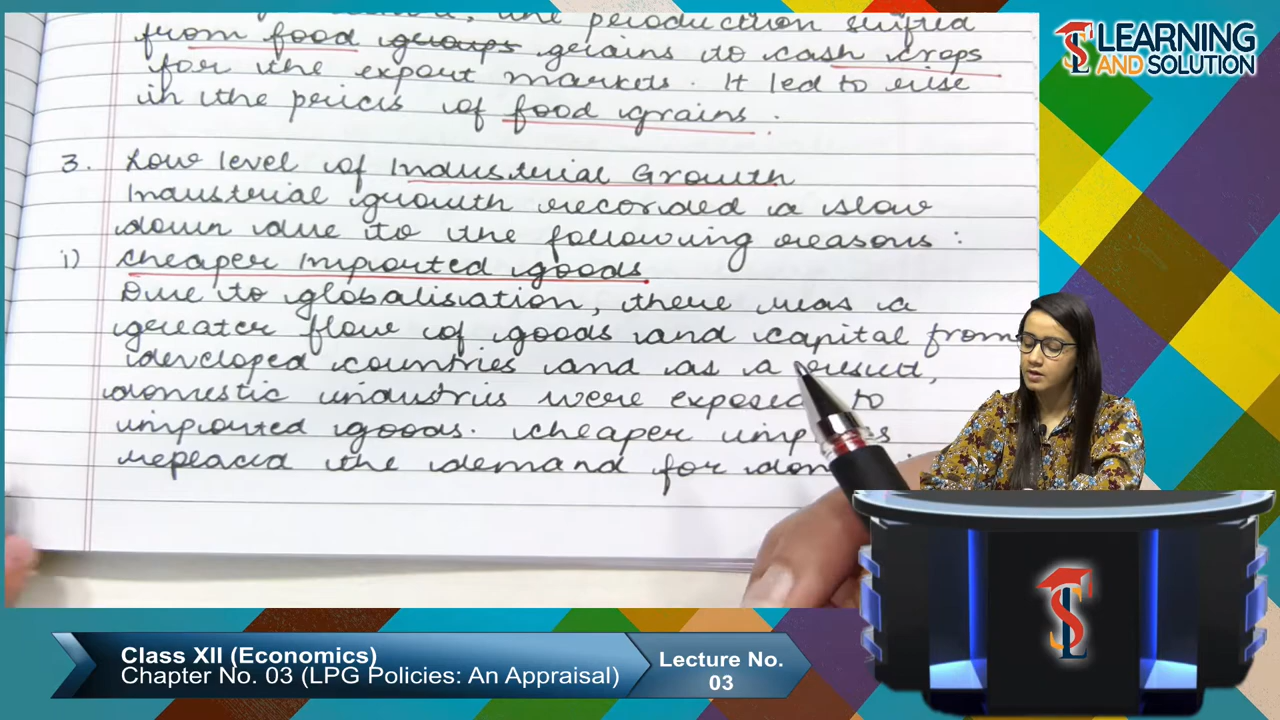 the production shifted
from food groups grains to cash crops
for the export markets. It led to rise
in the prices of food grains.
3. Low level of Industrial Growth
Industrial growth recorded a slow
down due to the following reasons:
i) Cheaper Imported goods
Due to globalisation, there was a
greater flow of goods and capital from
developed countries and as a result,
domestic industries were exposed to
imported goods. Cheaper
replaced the demand for
LEARNING
AND SOLUTION
Class XII (Economics)
Chapter No. 03 (LPG Policies: An Appraisal)
Lecture No.
03